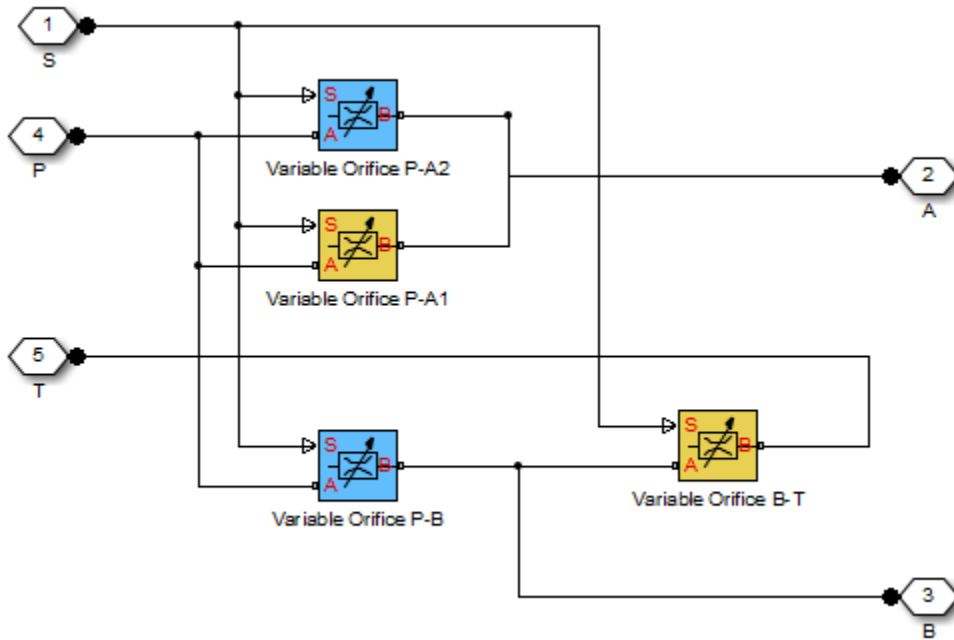 1
S
S
A
B
Variable Orifice P-A2
4
P
2
A
S
A
B
Variable Orifice P-A1
5
T
S
A
B
Variable Orifice P-B
S
A
B
Variable Orifice B-T
3
B